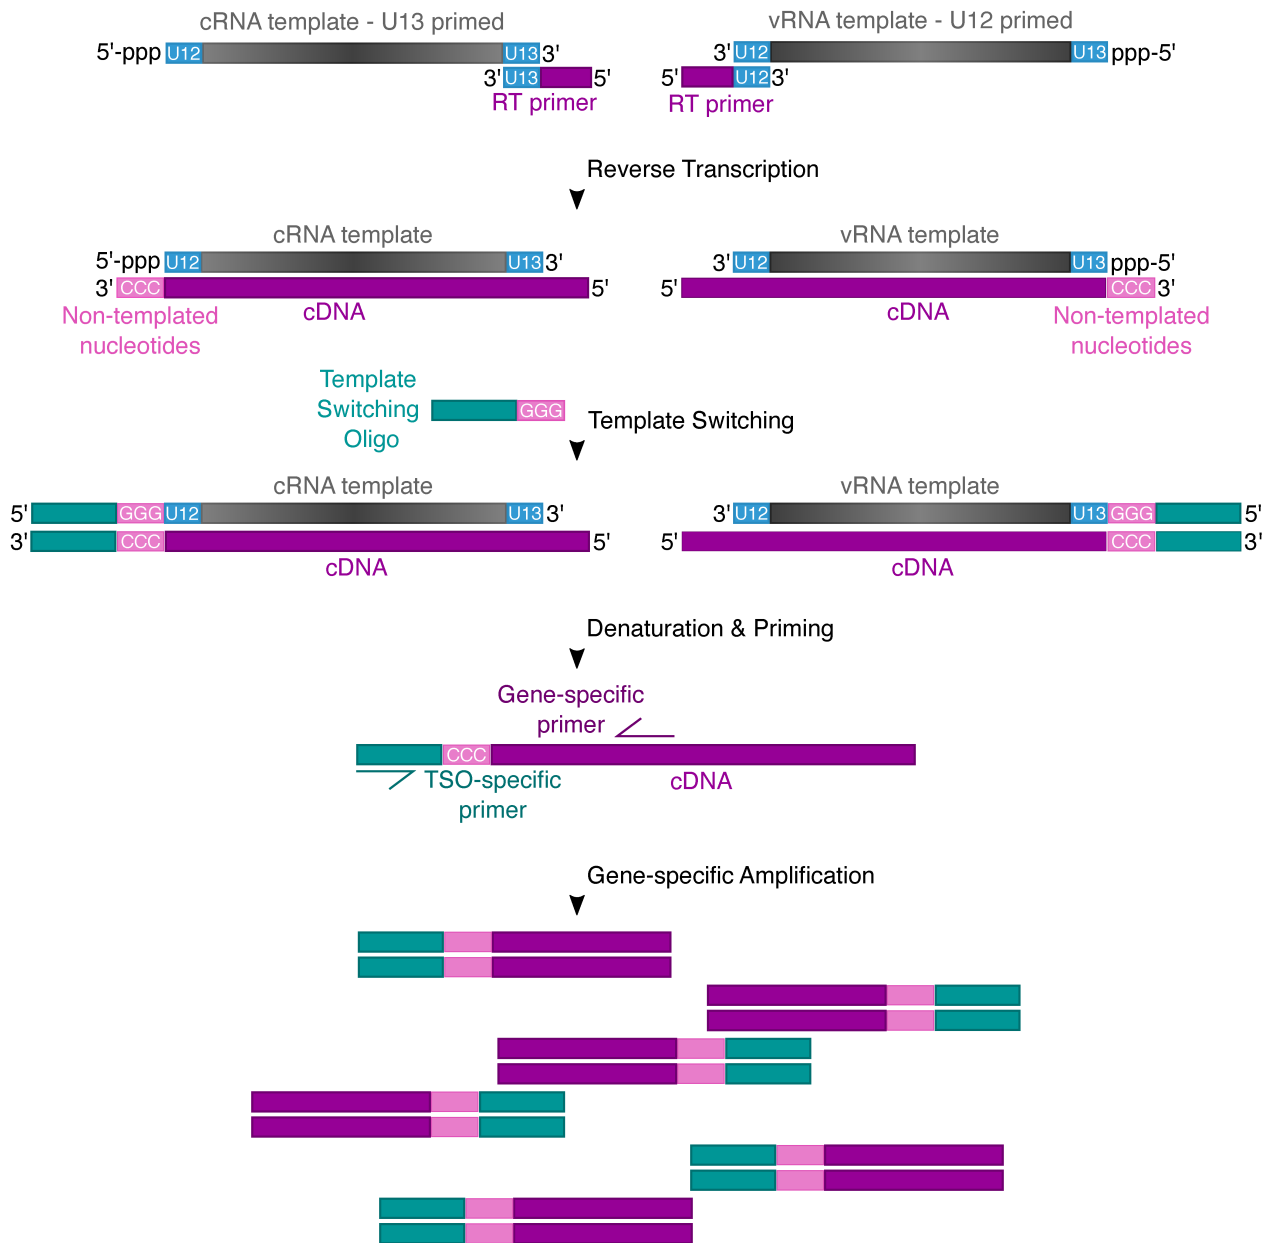 cRNA template - U13 primed
vRNA template - U12 primed
5'-ppp U12 U13 3'
3' U12 U13 ppp-5'
3' U13 5'
5' U12 3'
RT primer
RT primer
Reverse Transcription
cRNA template
vRNA template
5'-ppp U12 U13 3'
3' U12 U13 ppp-5'
3' CCC 5'
5' CCC 3'
Non-templated
nucleotides
cDNA
cDNA
Non-templated
nucleotides
Template
Switching
Oligo
GGG
Template Switching
cRNA template
vRNA template
5' GGG U12 U13 3'
3' U12 U13 GGG 5'
3' CCC 5'
5' CCC 3'
cDNA
cDNA
Denaturation & Priming
Gene-specific
primer
CCC
TSO-specific
primer
cDNA
Gene-specific Amplification